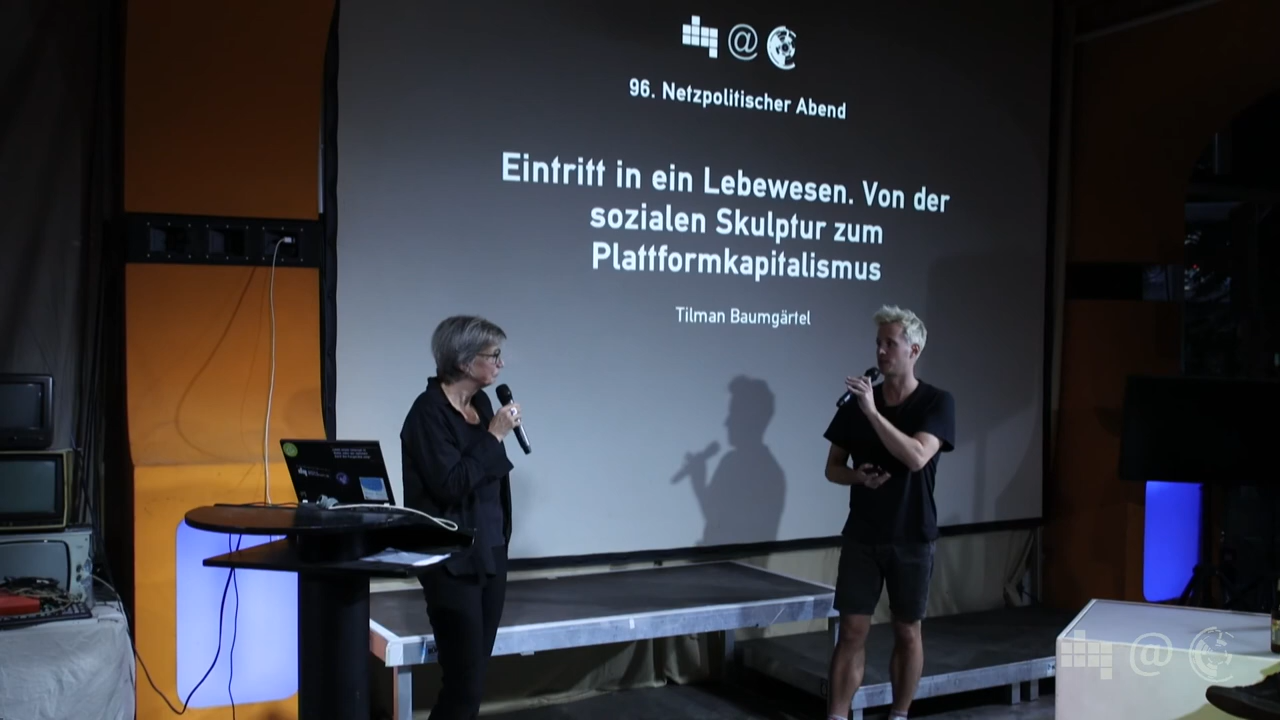 @
96. Netzpolitischer Abend
Eintritt in ein Lebewesen. Von der
sozialen Skulptur zum
Plattformkapitalismus
Tilman Baumgärtel
@